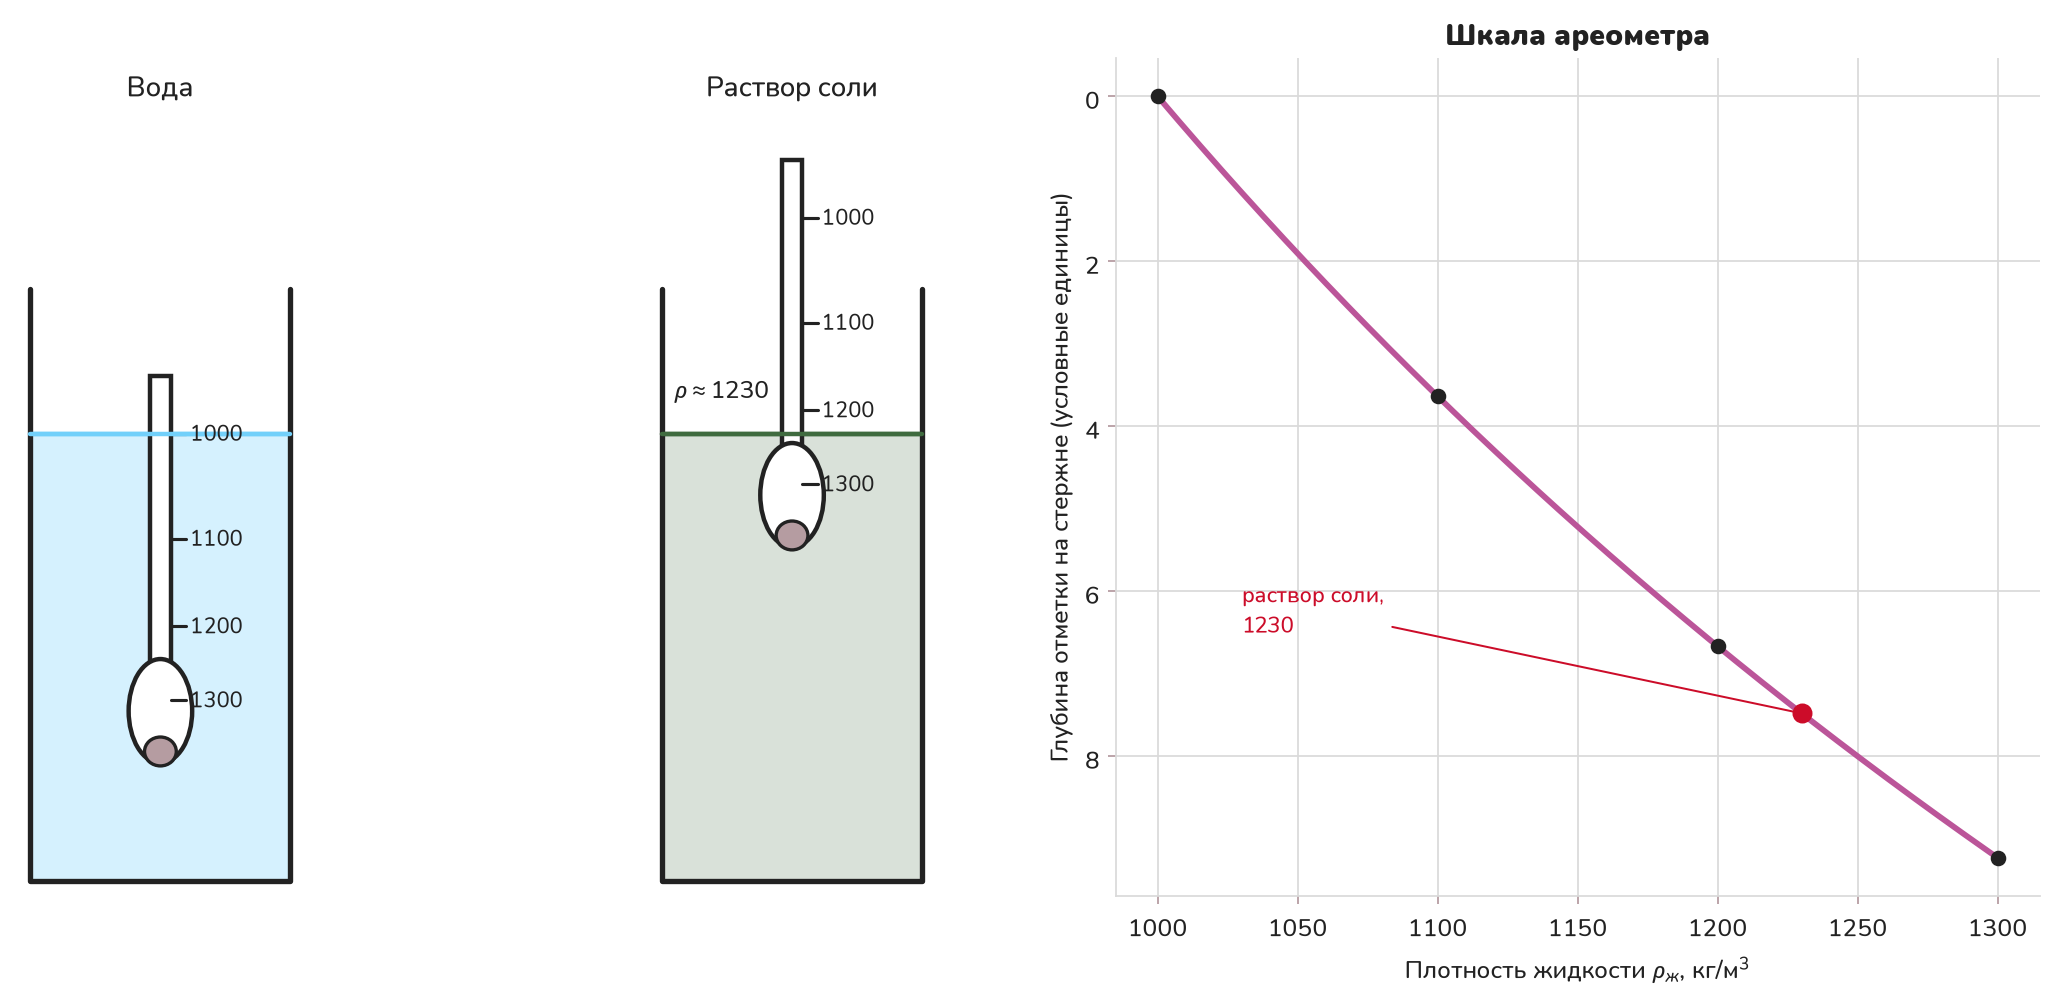 Вода
1000
1100
1200
1300
Раствор соли
1000
1100
ρ ≈ 1230
1200
1300
Шкала ареометра
Глубина отметки на стержне (условные единицы)
0
2
4
6
8
раствор соли,
1230
1000 1050 1100 1150 1200 1250 1300
Плотность жидкости ρж, кг/м³